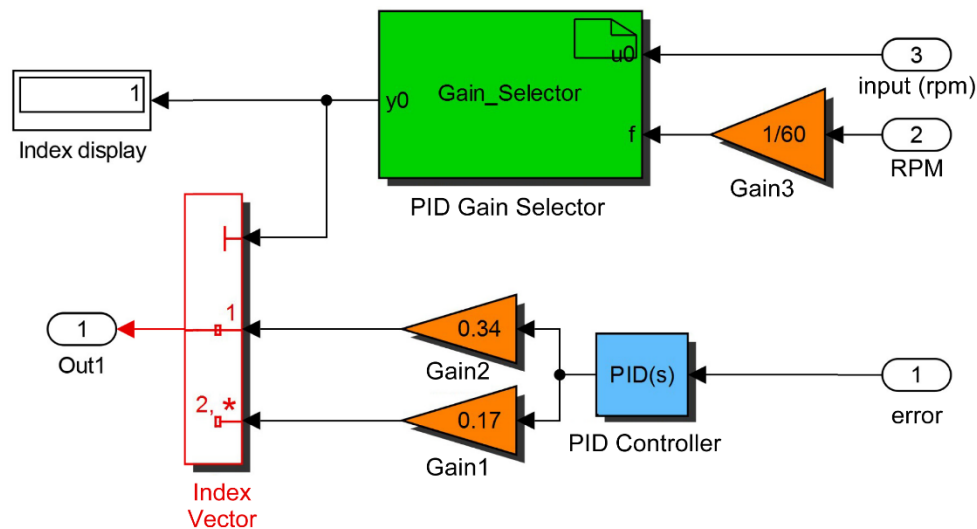 3
u0
input (rpm)
1
y0
Gain_Selector
Index display
f
1/60
2
RPM
Gain3
PID Gain Selector
1
0.34
1
Out1
Gain2
PID(s)
1
2, *
0.17
error
PID Controller
Gain1
Index
Vector